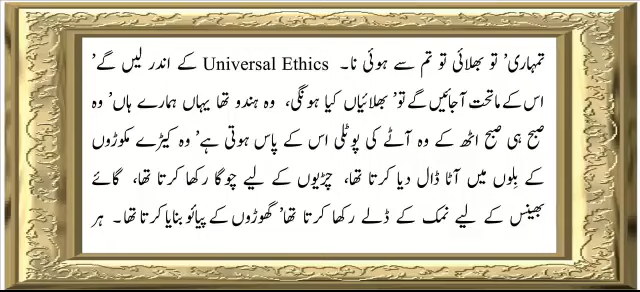 تمہاری’ تو بھلائی تو تم سے ہوئی نا۔ Universal Ethics کے اندر لیں گے’
اس کے ماتحت آجائیں گے تو’ بھلائیاں کیا ہونگی، وہ ہندو تھا یہاں ہمارے ہاں’ وہ
صبح ہی صبح اٹھ کے وہ آٹے کی پوٹلی اس کے پاس ہوتی ہے’ وہ کیڑے مکوڑوں
کے بِلوں میں آٹا ڈال دیا کرتا تھا، چڑیوں کے لیے چوگا رکھا کرتا تھا، گائے
بھینس کے لیے نمک کے ڈلے رکھا کرتا تھا’ گھوڑوں کے پیائو بنایا کرتا تھا۔ ہر